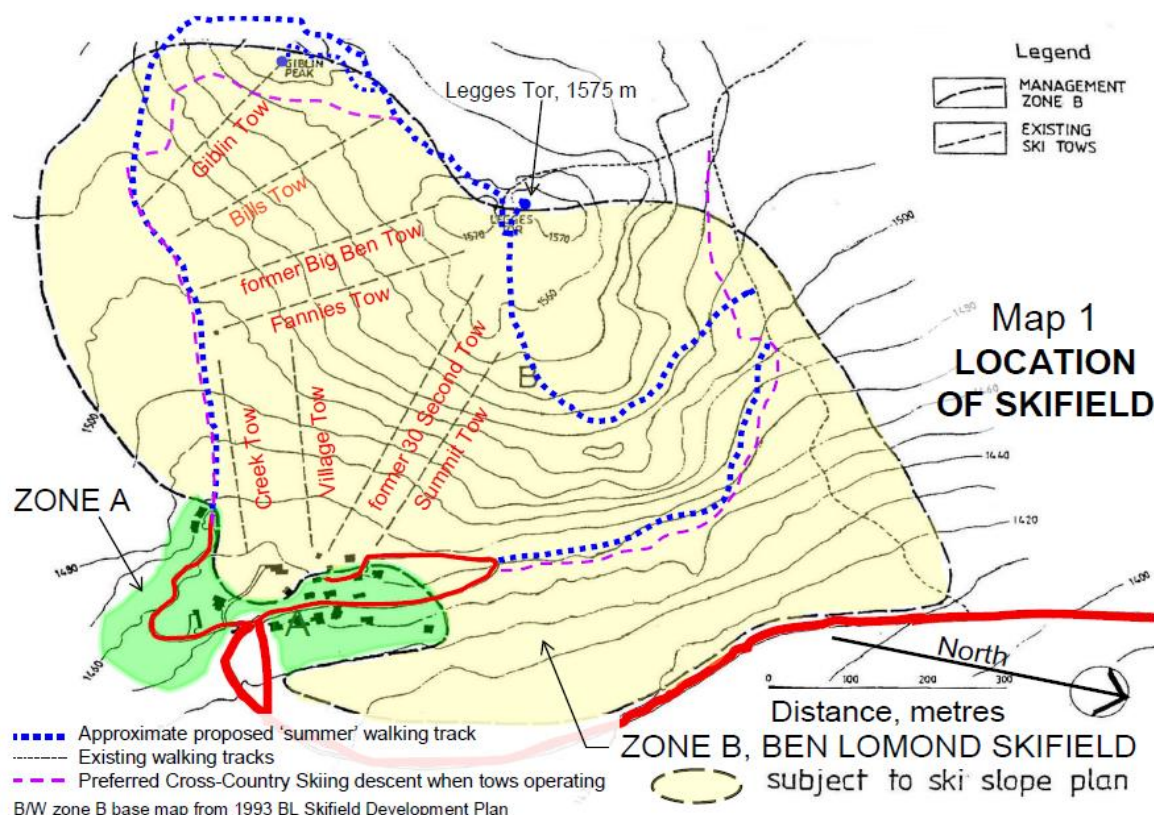 GIBLIN
PEAK
Legges Tor, 1575 m
Legend
MANAGEMENT
ZONE B
EXISTING
SKI TOWS
Giblin Tow
Bills Tow
former Big Ben Tow
Fannies Tow
LEGGES
TOR
1570
1570
1560
1500
B
former 30 Second Tow
Summit Tow
Village Tow
Creek Tow
1500
1480
1460
1440
1420
1400
Map 1
LOCATION
OF SKIFIELD
ZONE A
1480
1460
A
North
0 100 200 300
Distance, metres
ZONE B, BEN LOMOND SKIFIELD
subject to ski slope plan
Approximate proposed 'summer' walking track
Existing walking tracks
Preferred Cross-Country Skiing descent when tows operating
B/W zone B base map from 1993 BL Skifield Development Plan